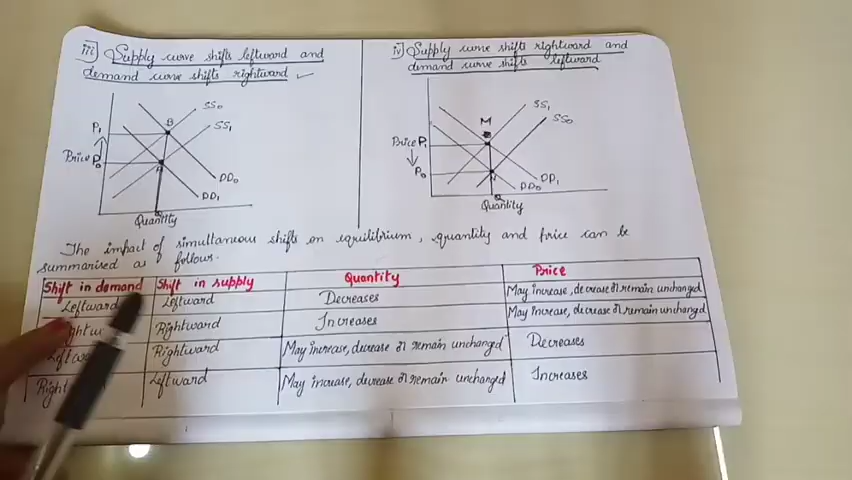 iii) Supply curve shifts leftward and
demand curve shifts rightward
SS₀
SS₁
B
P₁
Price P₀
A
DD₀
DD₁
Quantity
iv) Supply curve shifts rightward and
demand curve shifts leftward
SS₁
SS₀
M
Price P₁
P₀
N
DD₁
DD₀
Quantity
The impact of simultaneous shifts on equilibrium, quantity and price can be
summarised as follows.
Shift in demand Shift in supply Quantity Price
Leftward Leftward Decreases May increase, decrease or remain unchanged
Rightward Increases May increase, decrease or remain unchanged
Rightward May increase, decrease or remain unchanged Decreases
Leftward May increase, decrease or remain unchanged Increases